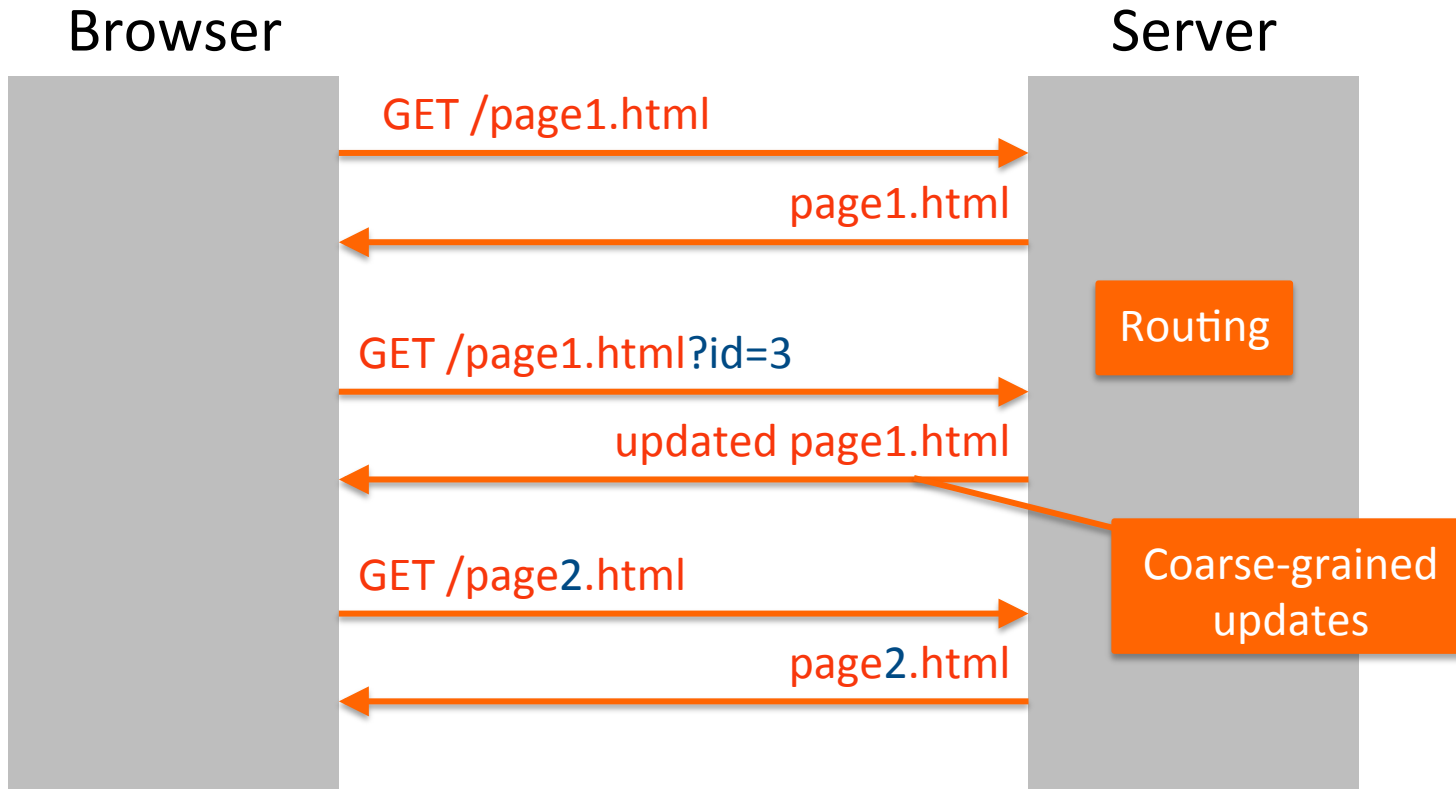 Browser
Server
GET /page1.html
page1.html
Routing
GET /page1.html?id=3
updated page1.html
Coarse-grained
updates
GET /page2.html
page2.html